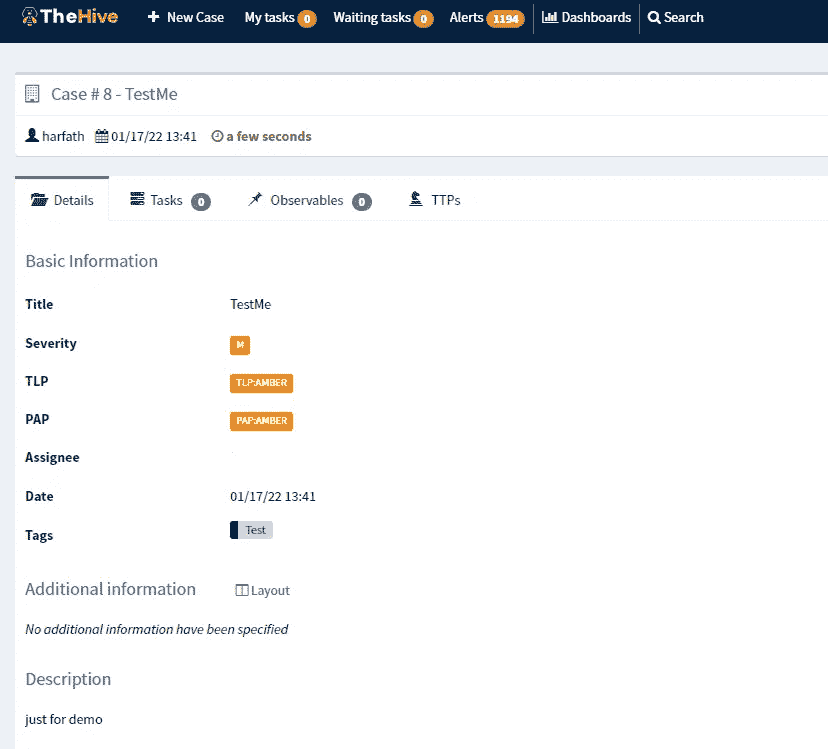 TheHive + New Case My tasks 0 Waiting tasks 0 Alerts 1194 Dashboards Search
Case # 8 - TestMe
harfath 01/17/22 13:41 a few seconds
Details Tasks 0 Observables 0 TTPs
Basic Information
Title TestMe
Severity M
TLP TLP:AMBER
PAP PAP:AMBER
Assignee
Date 01/17/22 13:41
Tags Test
Additional information Layout
No additional information have been specified
Description
just for demo